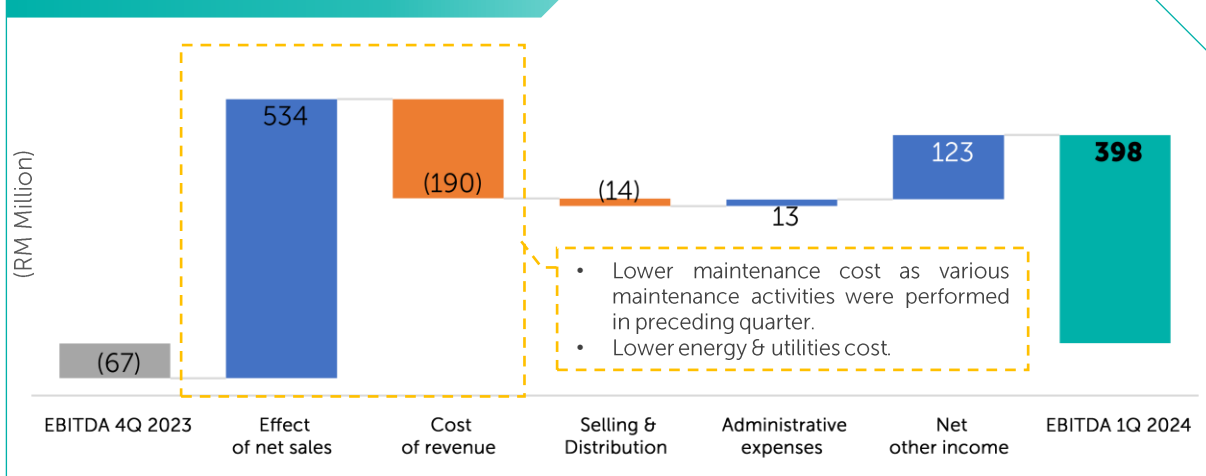 (RM Million)
534
(190)
(14)
13
123
398
(67)
• Lower maintenance cost as various
maintenance activities were performed
in preceding quarter.
• Lower energy & utilities cost.
EBITDA 4Q 2023
Effect
of net sales
Cost
of revenue
Selling &
Distribution
Administrative
expenses
Net
other income
EBITDA 1Q 2024